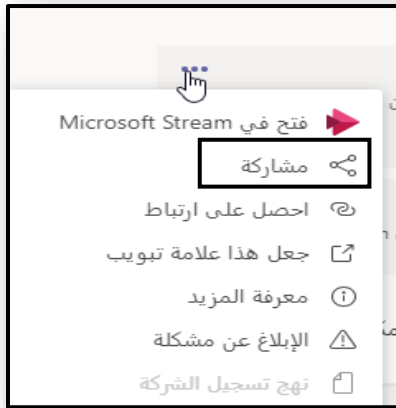 فتح في Microsoft Stream
مشاركة
احصل على ارتباط
جعل هذا علامة تبويب
معرفة المزيد
الإبلاغ عن مشكلة
نهج تسجيل الشركة